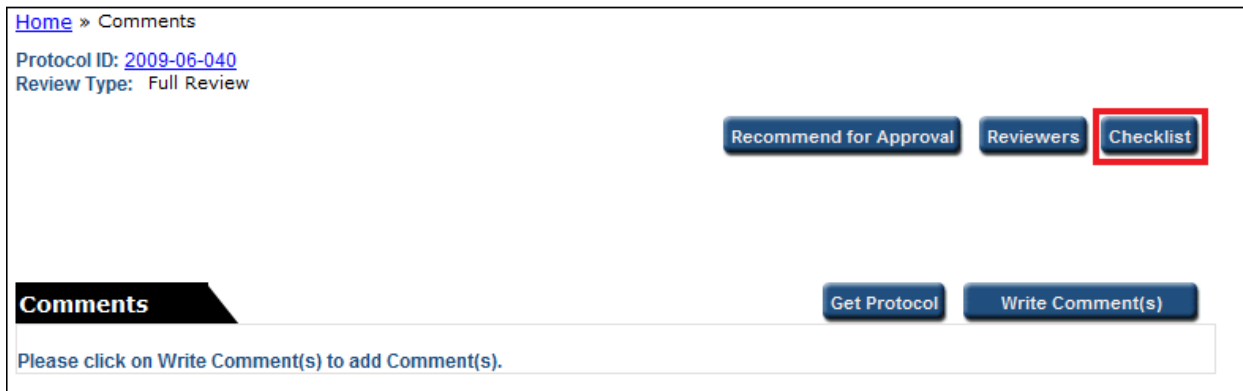 Home » Comments
Protocol ID: 2009-06-040
Review Type: Full Review
Recommend for Approval Reviewers Checklist
Comments Get Protocol Write Comment(s)
Please click on Write Comment(s) to add Comment(s).